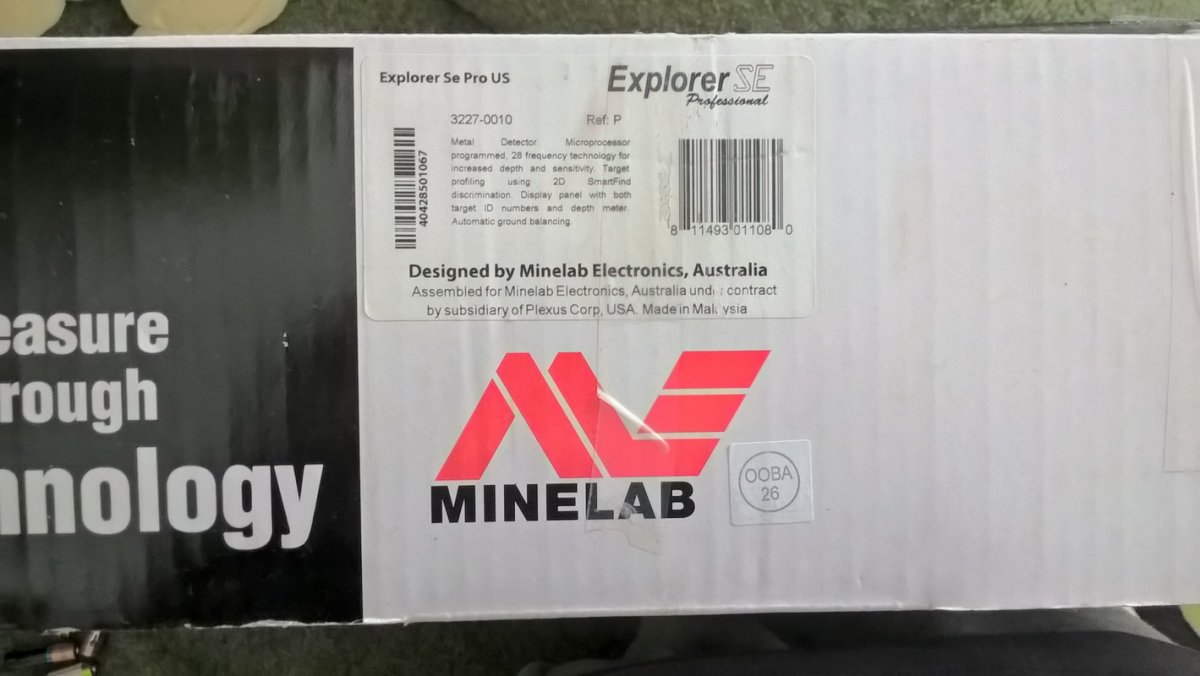 Explorer Se Pro US
Explorer SE
Professional
3227-0010 Ref: P
Metal Detector. Microprocessor
programmed, 28 frequency technology for
increased depth and sensitivity. Target
profiling using 2D SmartFind
discrimination. Display panel with both
target ID numbers and depth meter.
Automatic ground balancing.
40428501067
8 11493 01108 0
Designed by Minelab Electronics, Australia
Assembled for Minelab Electronics, Australia under contract
by subsidiary of Plexus Corp, USA. Made in Malaysia
easure
rough
nology
MINELAB
OOBA
26